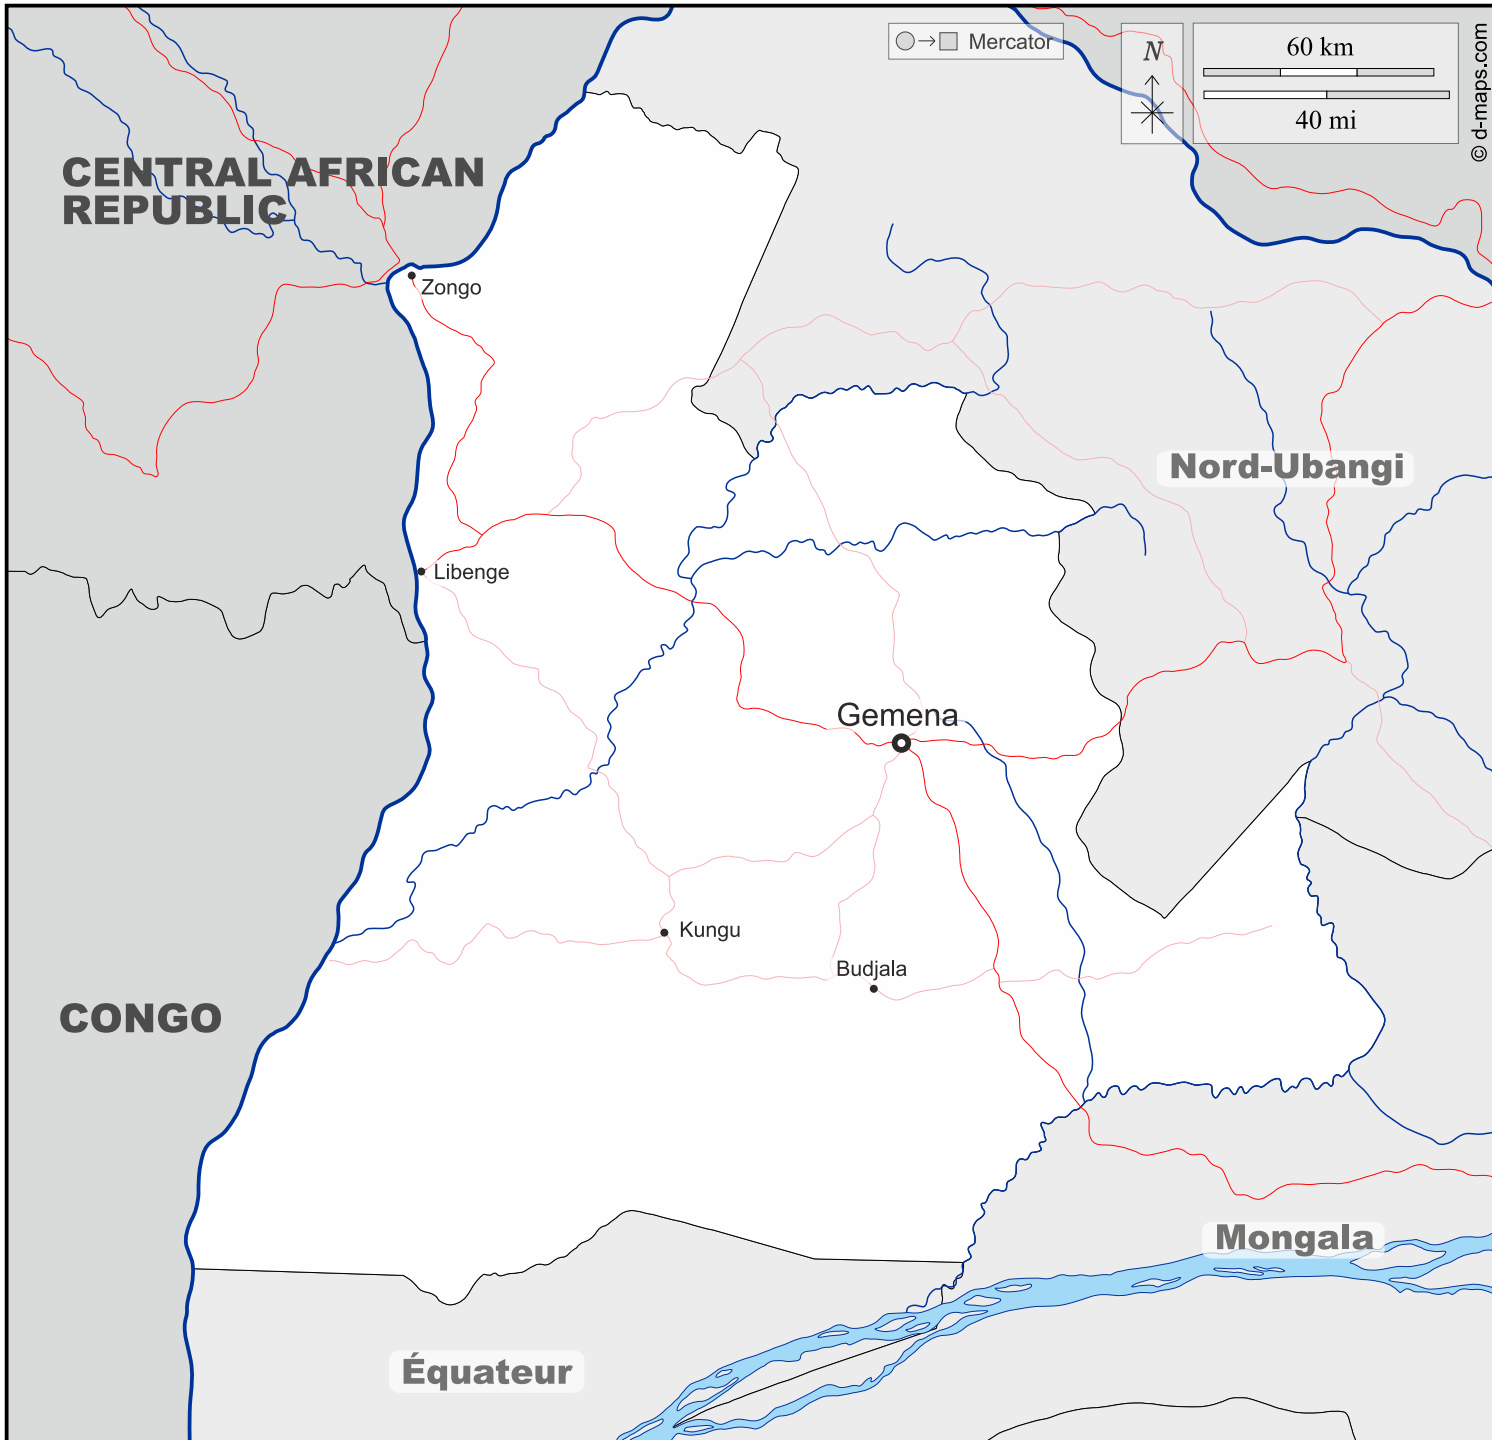 Mercator
N
60 km
40 mi
© d-maps.com
CENTRAL AFRICAN
REPUBLIC
Zongo
Nord-Ubangi
Libenge
Gemena
Kungu
Budjala
CONGO
Mongala
Équateur